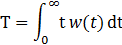 T = ∫₀^∞ t w(t) dt